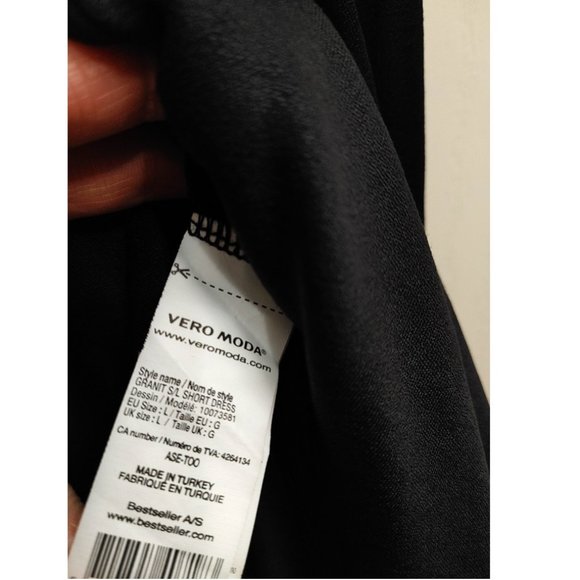 VERO MODA®
www.veromoda.com
Style name / Nom de style
GRANIT S/L SHORT DRESS
Dessin / Modèlè: 10073581
EU Size : L / Taille EU : G
UK size : L / Taille UK : G
CA number / Numéro de TVA: 4264134
ASE-TOO
MADE IN TURKEY
FABRIQUÉ EN TURQUIE
Bestseller A/S
www.bestseller.com